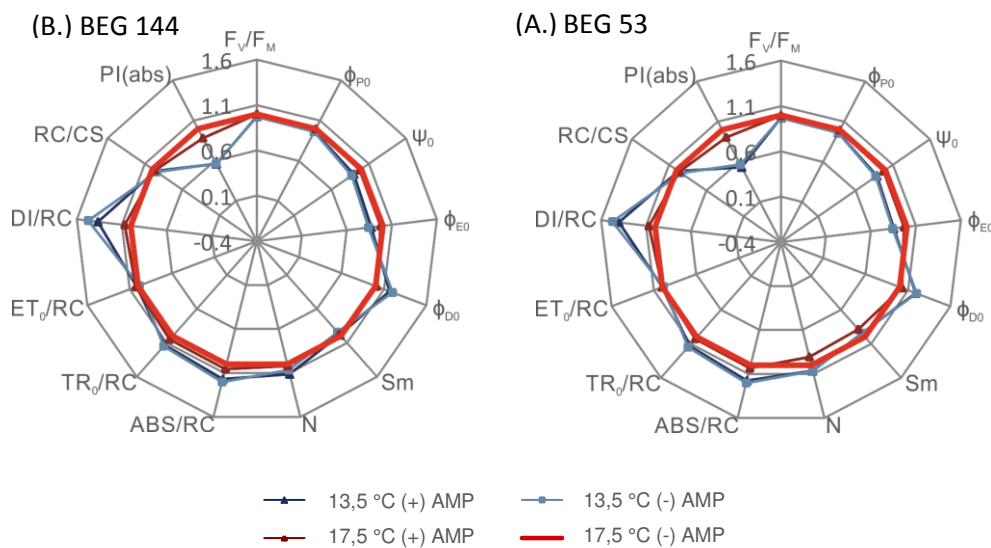 (B.) BEG 144
Fᵥ/Fᴍ
1.6
1.1
0.6
0.1
-0.4
ϕP0
Ψ0
ϕE0
ϕD0
Sm
N
ABS/RC
TR₀/RC
ET₀/RC
DI/RC
RC/CS
PI(abs)
(A.) BEG 53
Fᵥ/Fᴍ
1.6
1.1
0.6
0.1
-0.4
ϕP0
Ψ0
ϕE0
ϕD0
Sm
N
ABS/RC
TR₀/RC
ET₀/RC
DI/RC
RC/CS
PI(abs)
13,5 °C (+) AMP
13,5 °C (-) AMP
17,5 °C (+) AMP
17,5 °C (-) AMP